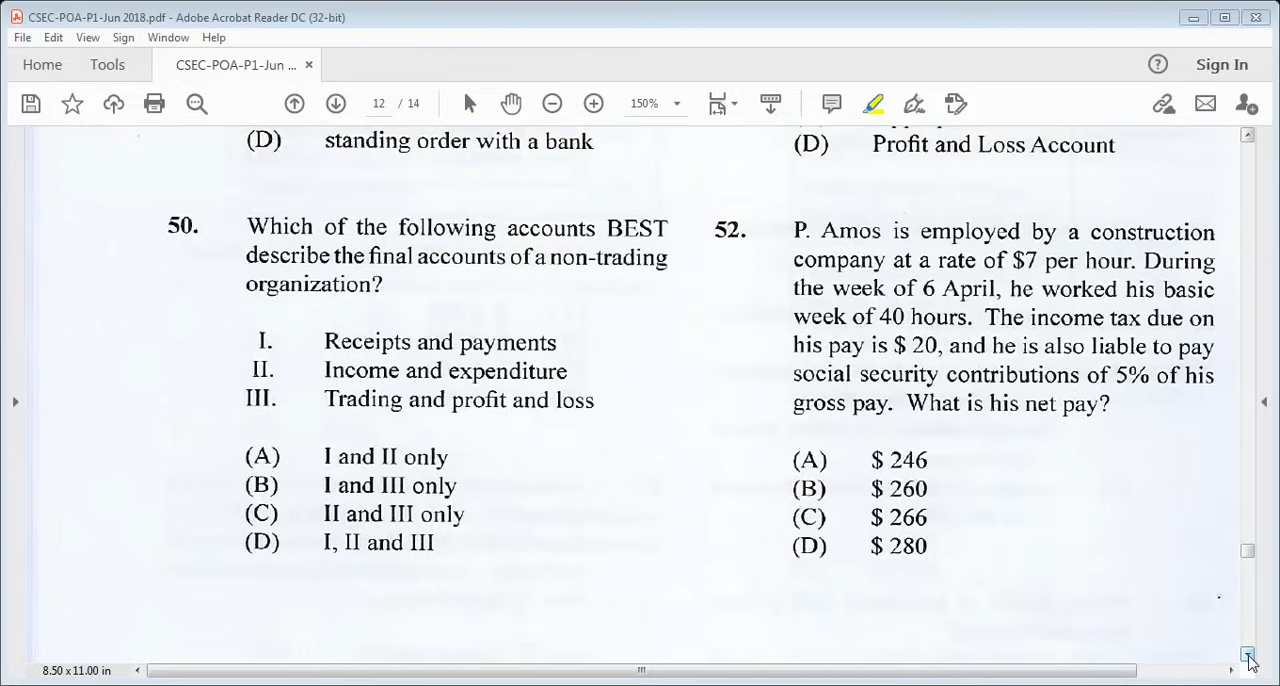 CSEC-POA-P1-Jun 2018.pdf - Adobe Acrobat Reader DC (32-bit)
File Edit View Sign Window Help
Home Tools CSEC-POA-P1-Jun ... × Sign In
12 / 14 150%
(D) standing order with a bank
50. Which of the following accounts BEST
describe the final accounts of a non-trading
organization?
I. Receipts and payments
II. Income and expenditure
III. Trading and profit and loss
(A) I and II only
(B) I and III only
(C) II and III only
(D) I, II and III
(D) Profit and Loss Account
52. P. Amos is employed by a construction
company at a rate of $7 per hour. During
the week of 6 April, he worked his basic
week of 40 hours. The income tax due on
his pay is $ 20, and he is also liable to pay
social security contributions of 5% of his
gross pay. What is his net pay?
(A) $ 246
(B) $ 260
(C) $ 266
(D) $ 280
8.50 x 11.00 in